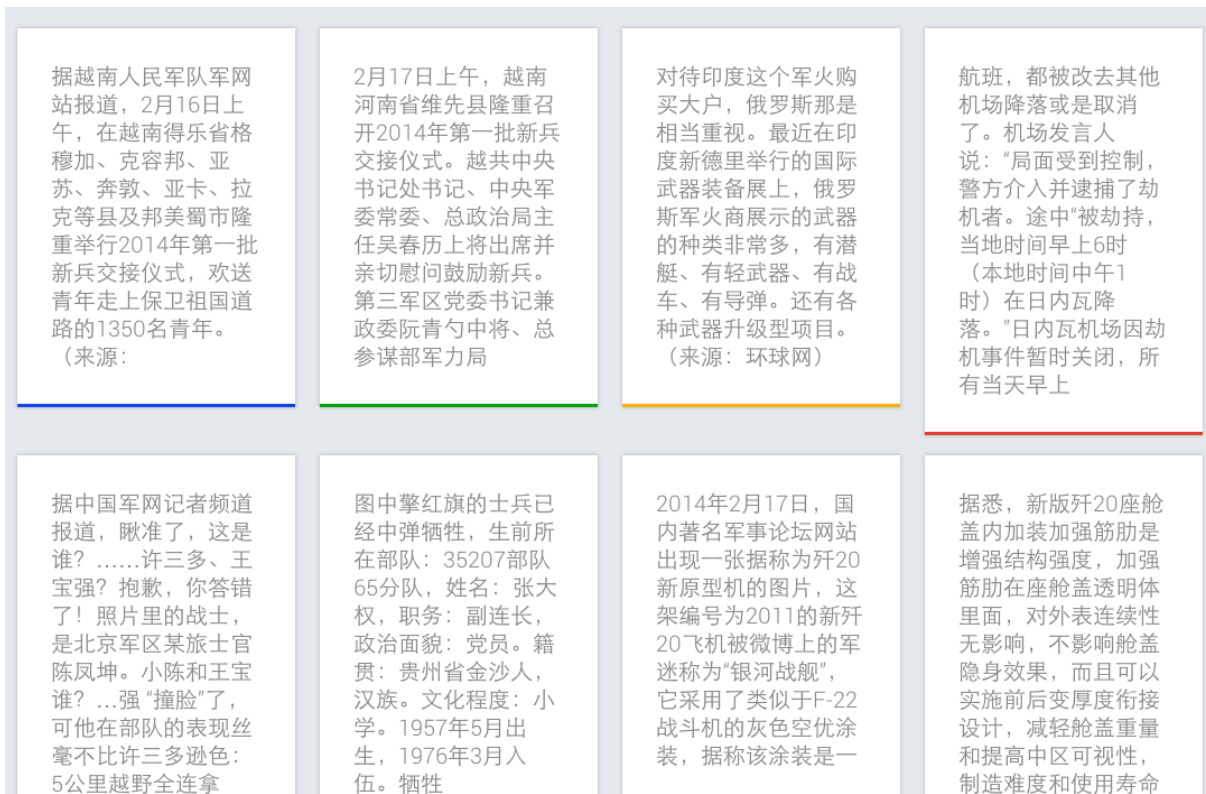 据越南人民军队军网
站报道，2月16日上
午，在越南得乐省格
穆加、克容邦、亚
苏、奔敦、亚卡、拉
克等县及邦美蜀市隆
重举行2014年第一批
新兵交接仪式，欢送
青年走上保卫祖国道
路的1350名青年。
（来源：
2月17日上午，越南
河南省维先县隆重召
开2014年第一批新兵
交接仪式。越共中央
书记处书记、中央军
委常委、总政治局主
任吴春历上将出席并
亲切慰问鼓励新兵。
第三军区党委书记兼
政委阮青勺中将、总
参谋部军力局
对待印度这个军火购
买大户，俄罗斯那是
相当重视。最近在印
度新德里举行的国际
武器装备展上，俄罗
斯军火商展示的武器
的种类非常多，有潜
艇、有轻武器、有战
车、有导弹。还有各
种武器升级型项目。
（来源：环球网）
航班，都被改去其他
机场降落或是取消
了。机场发言人
说：“局面受到控制，
警方介入并逮捕了劫
机者。途中“被劫持，
当地时间早上6时
（本地时间中午1
时）在日内瓦降
落。”日内瓦机场因劫
机事件暂时关闭，所
有当天早上
据中国军网记者频道
报道，瞅准了，这是
谁？……许三多、王
宝强？抱歉，你答错
了！照片里的战士，
是北京军区某旅士官
陈凤坤。小陈和王宝
谁？…强 “撞脸”了，
可他在部队的表现丝
毫不比许三多逊色：
5公里越野全连拿
图中擎红旗的士兵已
经中弹牺牲，生前所
在部队：35207部队
65分队，姓名：张大
权，职务：副连长，
政治面貌：党员。籍
贯：贵州省金沙人，
汉族。文化程度：小
学。1957年5月出
生，1976年3月入
伍。牺牲
2014年2月17日，国
内著名军事论坛网站
出现一张据称为歼20
新原型机的图片，这
架编号为2011的新歼
20飞机被微博上的军
迷称为“银河战舰”，
它采用了类似于F-22
战斗机的灰色空优涂
装，据称该涂装是一
据悉，新版歼20座舱
盖内加装加强筋肋是
增强结构强度，加强
筋肋在座舱盖透明体
里面，对外表连续性
无影响，不影响舱盖
隐身效果，而且可以
实施前后变厚度衔接
设计，减轻舱盖重量
和提高中区可视性，
制造难度和使用寿命